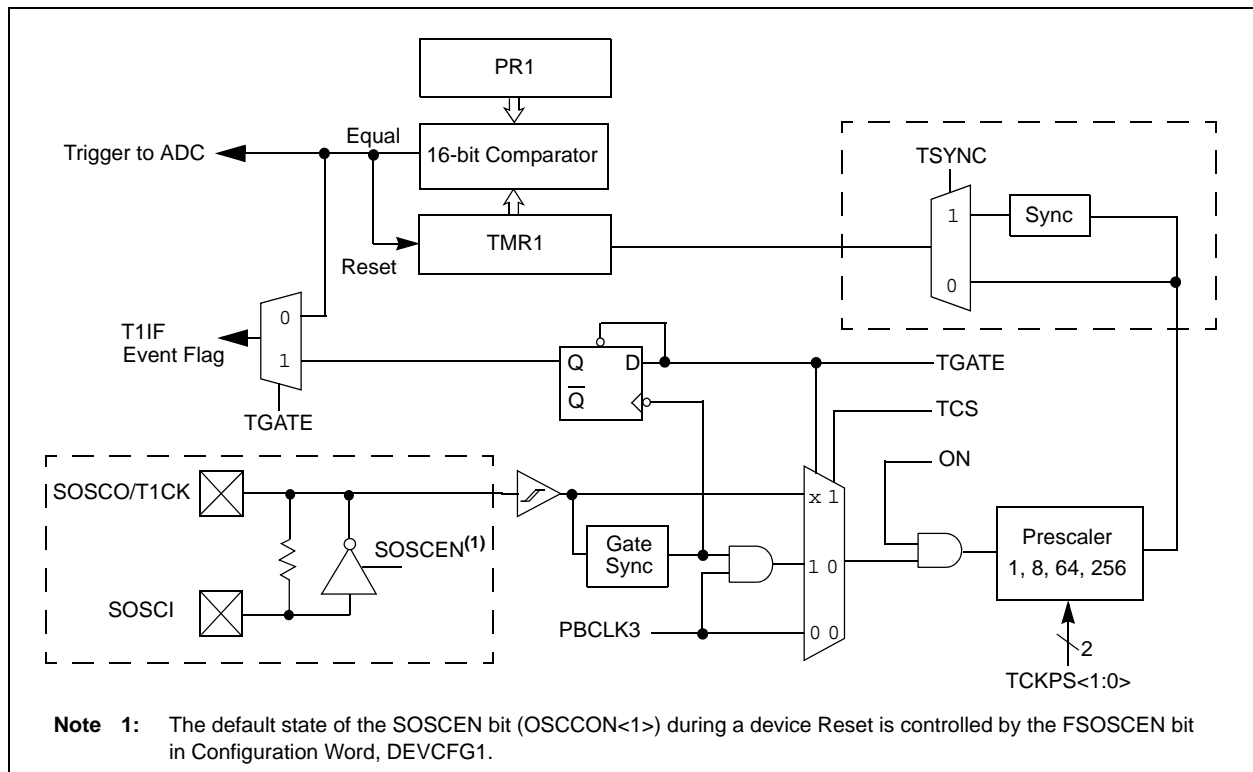 PR1
Equal
16-bit Comparator
Trigger to ADC
TSYNC
1
Sync
TMR1
Reset
0
0
T1IF
Event Flag
1
Q
D
TGATE
Q
TGATE
TCS
ON
SOSCO/T1CK
x 1
SOSCEN(1)
Gate
Sync
1 0
Prescaler
1, 8, 64, 256
SOSCI
PBCLK3
0 0
2
TCKPS<1:0>
Note 1: The default state of the SOSCEN bit (OSCCON<1>) during a device Reset is controlled by the FSOSCEN bit
in Configuration Word, DEVCFG1.